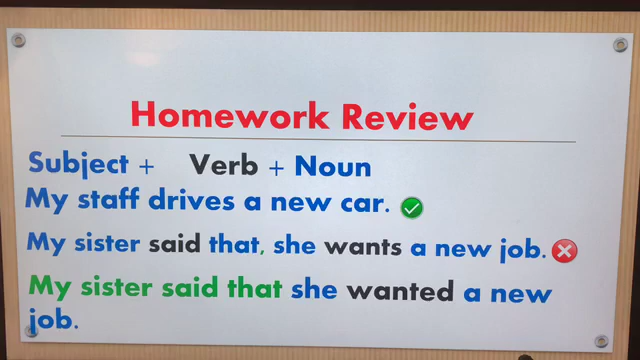 Homework Review
Subject + Verb + Noun
My staff drives a new car.
My sister said that, she wants a new job.
My sister said that she wanted a new
job.